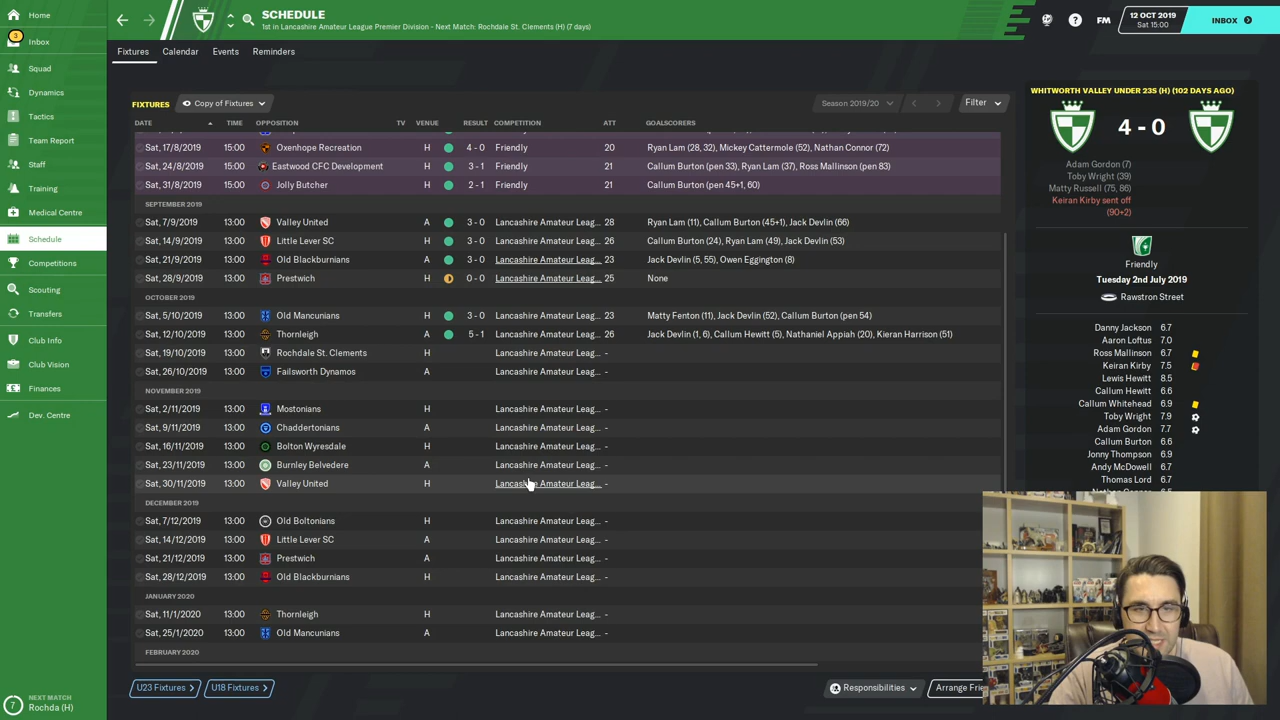 Home
3
Inbox
Squad
Dynamics
Tactics
Team Report
Staff
Training
Medical Centre
Schedule
Competitions
Scouting
Transfers
Club Info
Club Vision
Finances
Dev. Centre
7
NEXT MATCH
Rochda (H)
SCHEDULE
1st in Lancashire Amateur League Premier Division - Next Match: Rochdale St. Clements (H) (7 days)
FM
12 OCT 2019
Sat 15:00
INBOX
Fixtures Calendar Events Reminders
FIXTURES Copy of Fixtures Season 2019/20 Filter
DATE TIME OPPOSITION TV VENUE RESULT COMPETITION ATT GOALSCORERS
Sat, 17/8/2019 15:00 Oxenhope Recreation H 4 - 0 Friendly 20 Ryan Lam (28, 32), Mickey Cattermole (52), Nathan Connor (72)
Sat, 24/8/2019 15:00 Eastwood CFC Development H 3 - 1 Friendly 21 Callum Burton (pen 33), Ryan Lam (37), Ross Mallinson (pen 83)
Sat, 31/8/2019 15:00 Jolly Butcher H 2 - 1 Friendly 21 Callum Burton (pen 45+1, 60)
SEPTEMBER 2019
Sat, 7/9/2019 13:00 Valley United A 3 - 0 Lancashire Amateur Leag... 28 Ryan Lam (11), Callum Burton (45+1), Jack Devlin (66)
Sat, 14/9/2019 13:00 Little Lever SC H 3 - 0 Lancashire Amateur Leag... 26 Callum Burton (24), Ryan Lam (49), Jack Devlin (53)
Sat, 21/9/2019 13:00 Old Blackburnians A 3 - 0 Lancashire Amateur Leag... 23 Jack Devlin (5, 55), Owen Eggington (8)
Sat, 28/9/2019 13:00 Prestwich H 0 - 0 Lancashire Amateur Leag... 25 None
OCTOBER 2019
Sat, 5/10/2019 13:00 Old Mancunians H 3 - 0 Lancashire Amateur Leag... 23 Matty Fenton (11), Jack Devlin (52), Callum Burton (pen 54)
Sat, 12/10/2019 13:00 Thornleigh A 5 - 1 Lancashire Amateur Leag... 26 Jack Devlin (1, 6), Callum Hewitt (5), Nathaniel Appiah (20), Kieran Harrison (51)
Sat, 19/10/2019 13:00 Rochdale St. Clements H Lancashire Amateur Leag... -
Sat, 26/10/2019 13:00 Failsworth Dynamos A Lancashire Amateur Leag... -
NOVEMBER 2019
Sat, 2/11/2019 13:00 Mostonians H Lancashire Amateur Leag... -
Sat, 9/11/2019 13:00 Chaddertonians A Lancashire Amateur Leag... -
Sat, 16/11/2019 13:00 Bolton Wyresdale H Lancashire Amateur Leag... -
Sat, 23/11/2019 13:00 Burnley Belvedere A Lancashire Amateur Leag... -
Sat, 30/11/2019 13:00 Valley United H Lancashire Amateur Leag... -
DECEMBER 2019
Sat, 7/12/2019 13:00 Old Boltonians H Lancashire Amateur Leag... -
Sat, 14/12/2019 13:00 Little Lever SC A Lancashire Amateur Leag... -
Sat, 21/12/2019 13:00 Prestwich A Lancashire Amateur Leag... -
Sat, 28/12/2019 13:00 Old Blackburnians H Lancashire Amateur Leag... -
JANUARY 2020
Sat, 11/1/2020 13:00 Thornleigh H Lancashire Amateur Leag... -
Sat, 25/1/2020 13:00 Old Mancunians A Lancashire Amateur Leag... -
FEBRUARY 2020
U23 Fixtures U18 Fixtures Responsibilities Arrange Frie
WHITWORTH VALLEY UNDER 23S (H) (102 DAYS AGO)
4 - 0
Adam Gordon (7)
Toby Wright (39)
Matty Russell (75, 86)
Keiran Kirby sent off
(90+2)
Friendly
Tuesday 2nd July 2019
Rawstron Street
Danny Jackson 6.7
Aaron Loftus 7.0
Ross Mallinson 6.7
Keiran Kirby 7.5
Lewis Hewitt 8.5
Callum Hewitt 6.6
Callum Whitehead 6.9
Toby Wright 7.9
Adam Gordon 7.7
Callum Burton 6.6
Jonny Thompson 6.9
Andy McDowell 6.7
Thomas Lord 6.7